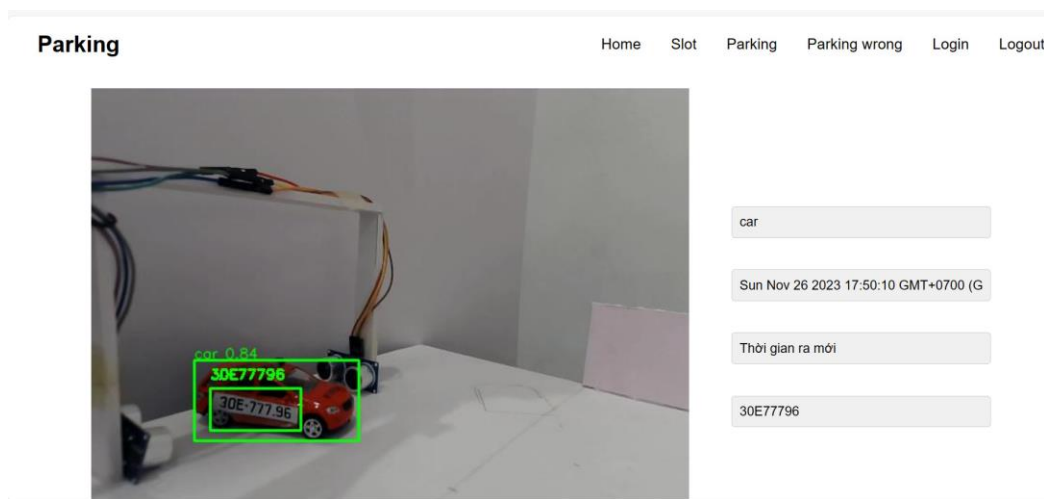 Parking
Home Slot Parking Parking wrong Login Logout
car
car 0.84
Sun Nov 26 2023 17:50:10 GMT+0700 (G
Thời gian ra mới
30E77796
30E-777.96
30E77796